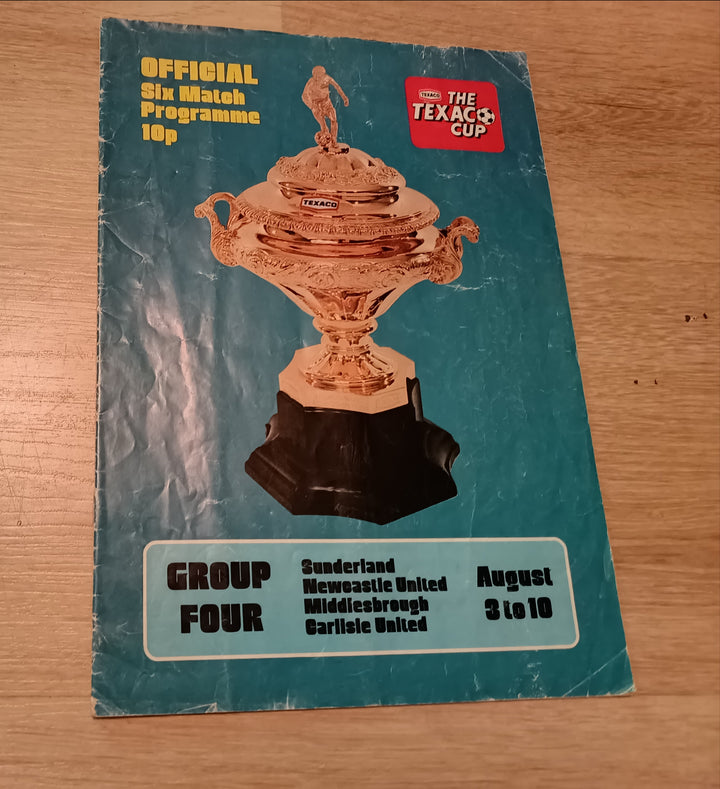 OFFICIAL
Six Match
Programme
10p
TEXACO
THE
TEXACO
CUP
TEXACO
GROUP
FOUR
Sunderland
Newcastle United
Middlesbrough
Carlisle United
August
3 to 10